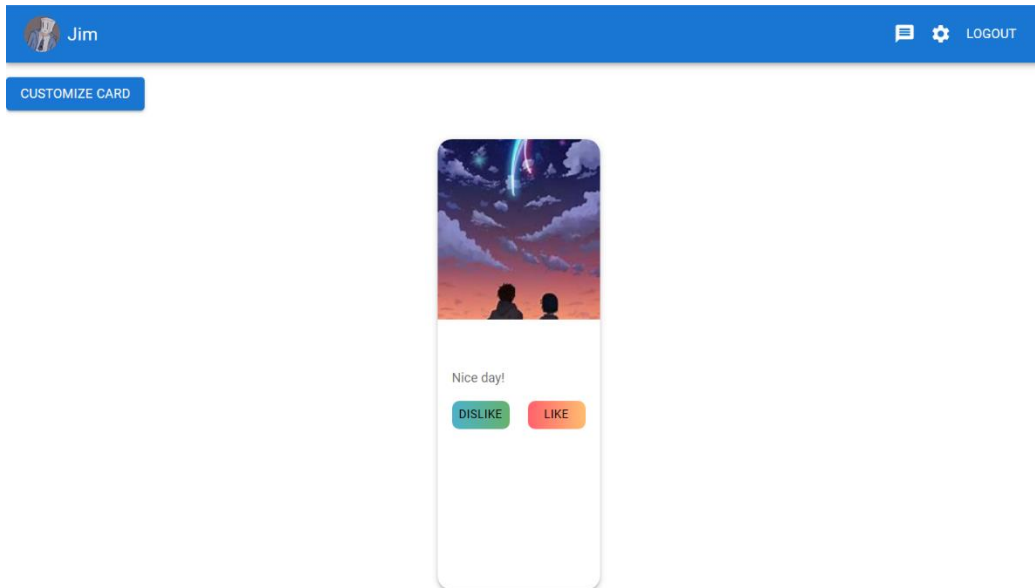 Jim
LOGOUT
CUSTOMIZE CARD
Nice day!
DISLIKE
LIKE